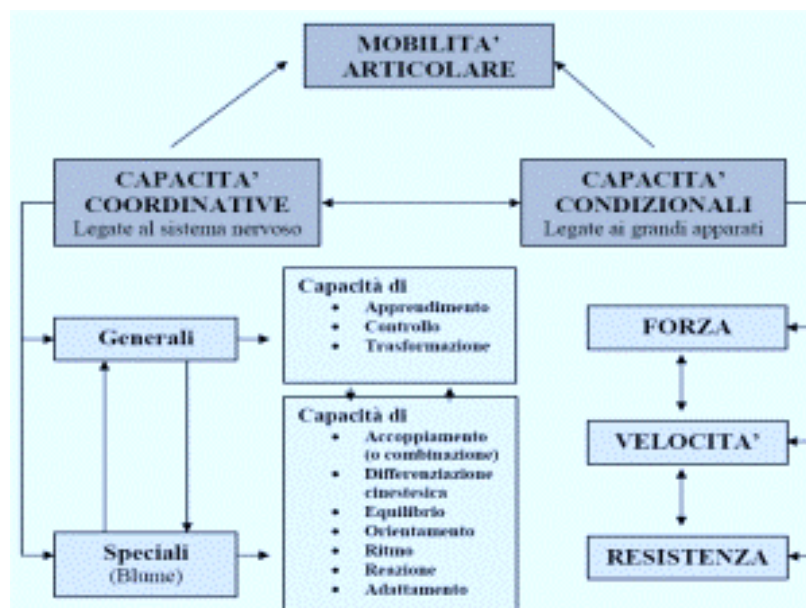 MOBILITA'
ARTICOLARE
CAPACITA'
COORDINATIVE
Legate al sistema nervoso
CAPACITA'
CONDIZIONALI
Legate ai grandi apparati
Generali
Capacità di
• Apprendimento
• Controllo
• Trasformazione
Speciali
(Blume)
Capacità di
• Accoppiamento
(o combinazione)
• Differenziazione
cinestesica
• Equilibrio
• Orientamento
• Ritmo
• Reazione
• Adattamento
FORZA
VELOCITA'
RESISTENZA